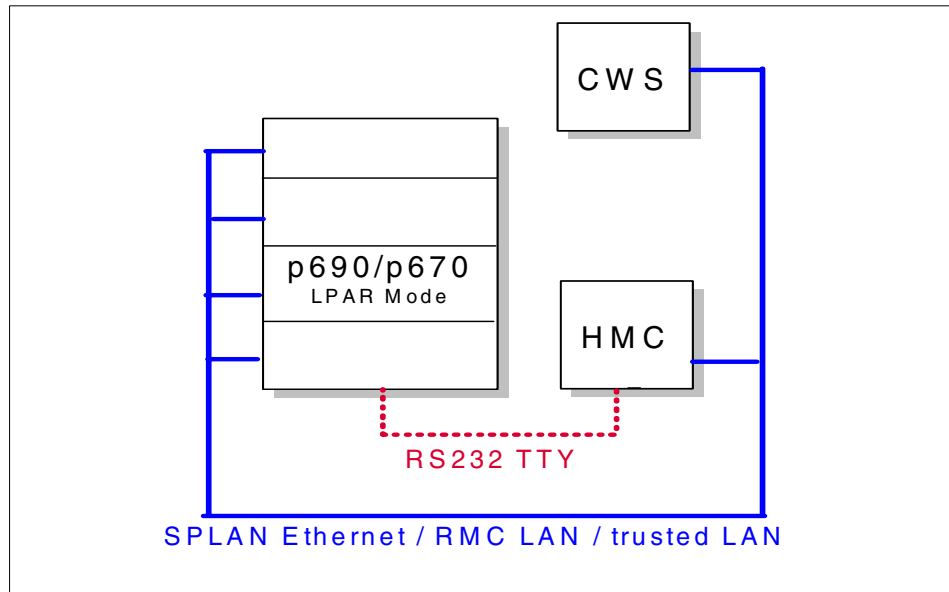 CWS
p690/p670
LPAR Mode
HMC
RS232 TTY
SPLAN Ethernet / RMC LAN / trusted LAN